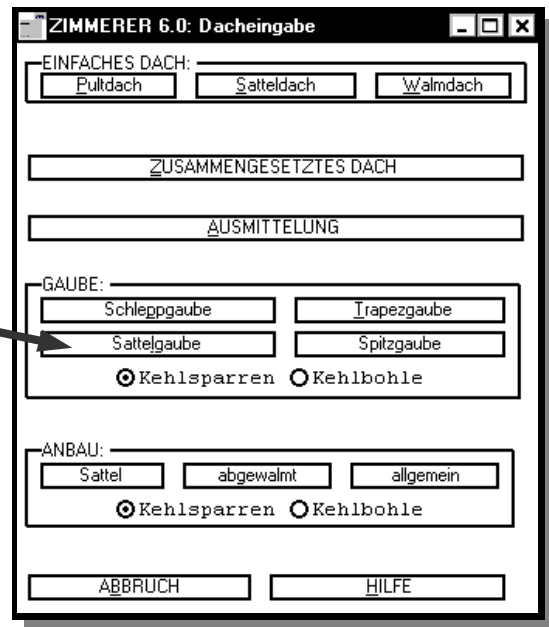 ZIMMERER 6.0: Dacheingabe
EINFACHES DACH:
Pultdach Satteldach Walmdach
ZUSAMMENGESETZTES DACH
AUSMITTELUNG
GAUBE:
Schleppgaube Trapezgaube
Sattelgaube Spitzgaube
Kehlsparren Kehlbohle
ANBAU:
Sattel abgewalmt allgemein
Kehlsparren Kehlbohle
ABBRUCH HILFE